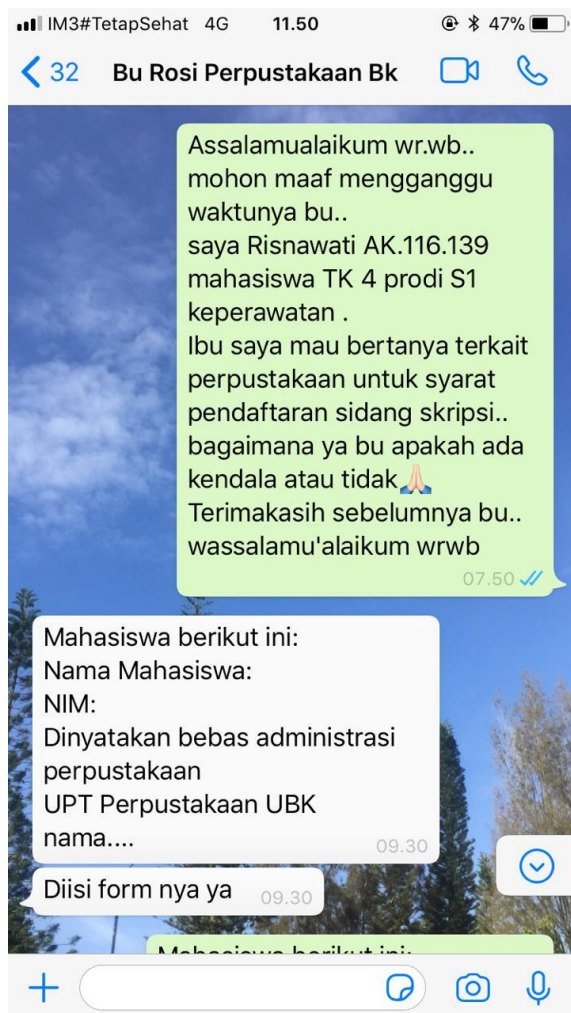 IM3#TetapSehat 4G 11.50 47%
32 Bu Rosi Perpustakaan Bk
Assalamualaikum wr.wb..
mohon maaf mengganggu
waktunya bu..
saya Risnawati AK.116.139
mahasiswa TK 4 prodi S1
keperawatan .
Ibu saya mau bertanya terkait
perpustakaan untuk syarat
pendaftaran sidang skripsi..
bagaimana ya bu apakah ada
kendala atau tidak🙏🏻
Terimakasih sebelumnya bu..
wassalamu'alaikum wrwb
07.50
Mahasiswa berikut ini:
Nama Mahasiswa:
NIM:
Dinyatakan bebas administrasi
perpustakaan
UPT Perpustakaan UBK
nama....
09.30
Diisi form nya ya 09.30
Mahasiswa berikut ini: